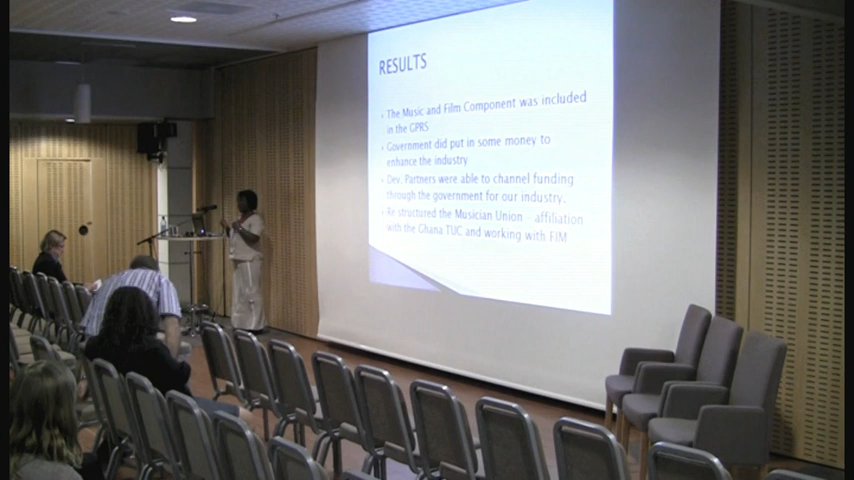 RESULTS
The Music and Film Component was included
in the GPRS
Government did put in some money to
enhance the industry
Dev. Partners were able to channel funding
through the government for our industry.
Re structured the Musician Union – affiliation
with the Ghana TUC and working with FIM